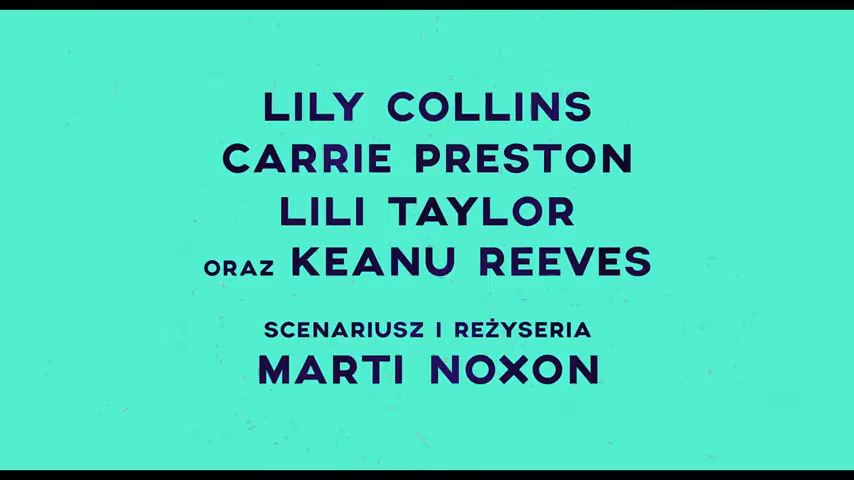 LILY COLLINS
CARRIE PRESTON
LILI TAYLOR
ORAZ KEANU REEVES
SCENARIUSZ I REŻYSERIA
MARTI NOXON